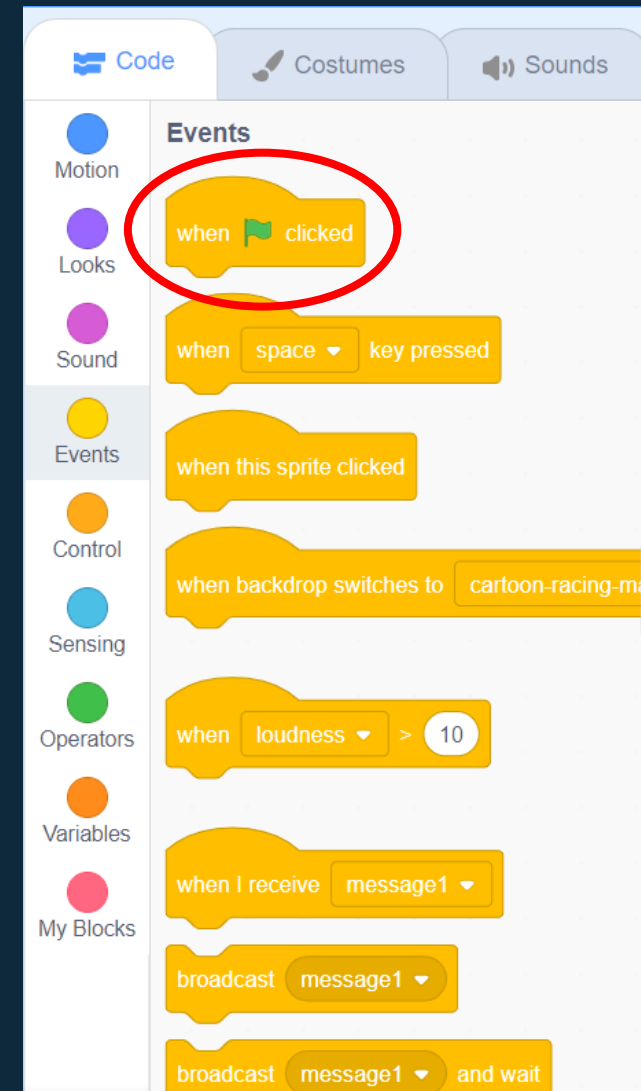 Code Costumes Sounds
Motion
Looks
Sound
Events
Control
Sensing
Operators
Variables
My Blocks
Events
when clicked
when space key pressed
when this sprite clicked
when backdrop switches to cartoon-racing-ma
when loudness > 10
when I receive message1
broadcast message1
broadcast message1 and wait